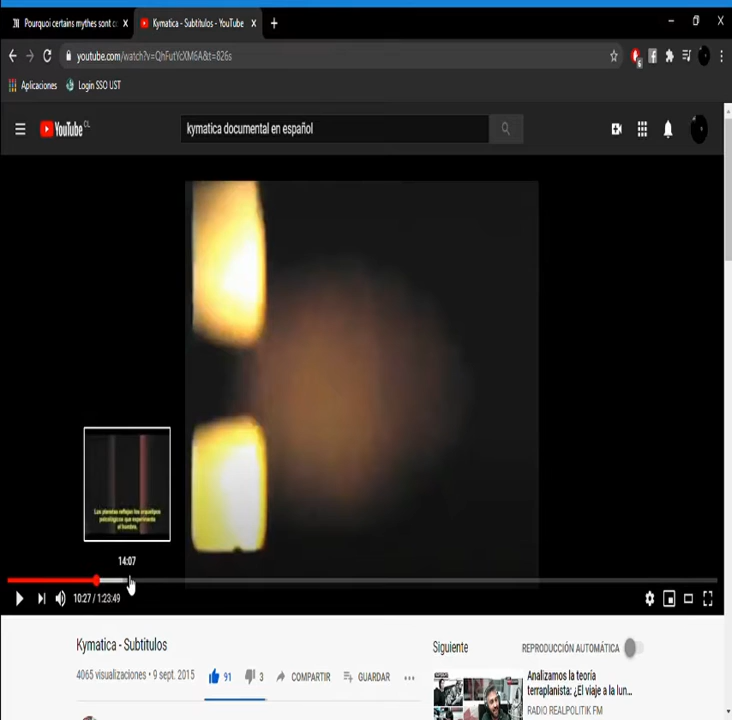 Pourquoi certains mythes sont co
Kymatica - Subtitulos - YouTube
youtube.com/watch?v=QhFutYcXM6A&t=826s
Aplicaciones
Login SSO UST
YouTube CL
kymatica documental en español
Los planetas reflejan los arquetipos
psicológicos que experimenta
el hombre.
14:07
10:27 / 1:23:49
Kymatica - Subtitulos
4065 visualizaciones • 9 sept. 2015
91
3
COMPARTIR
GUARDAR
Siguiente
REPRODUCCIÓN AUTOMÁTICA
Analizamos la teoría
terraplanista: ¿El viaje a la lun...
RADIO REALPOLITIK FM